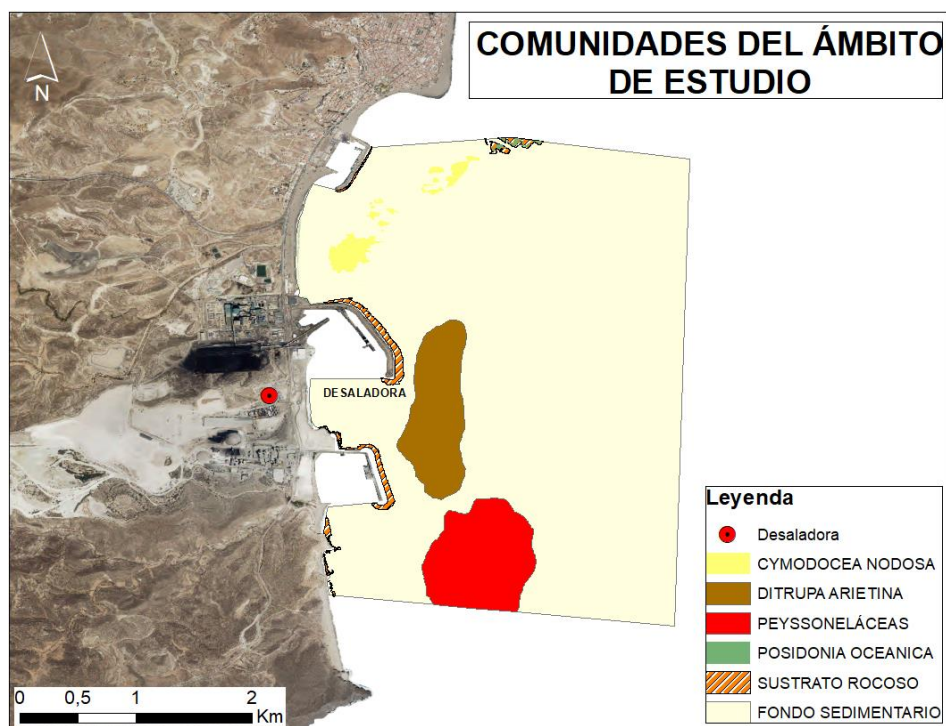 COMUNIDADES DEL ÁMBITO
DE ESTUDIO
N
DESALADORA
Leyenda
Desaladora
CYMODOCEA NODOSA
DITRUPA ARIETINA
PEYSSONELÁCEAS
POSIDONIA OCEANICA
SUSTRATO ROCOSO
FONDO SEDIMENTARIO
0 0,5 1 2
Km